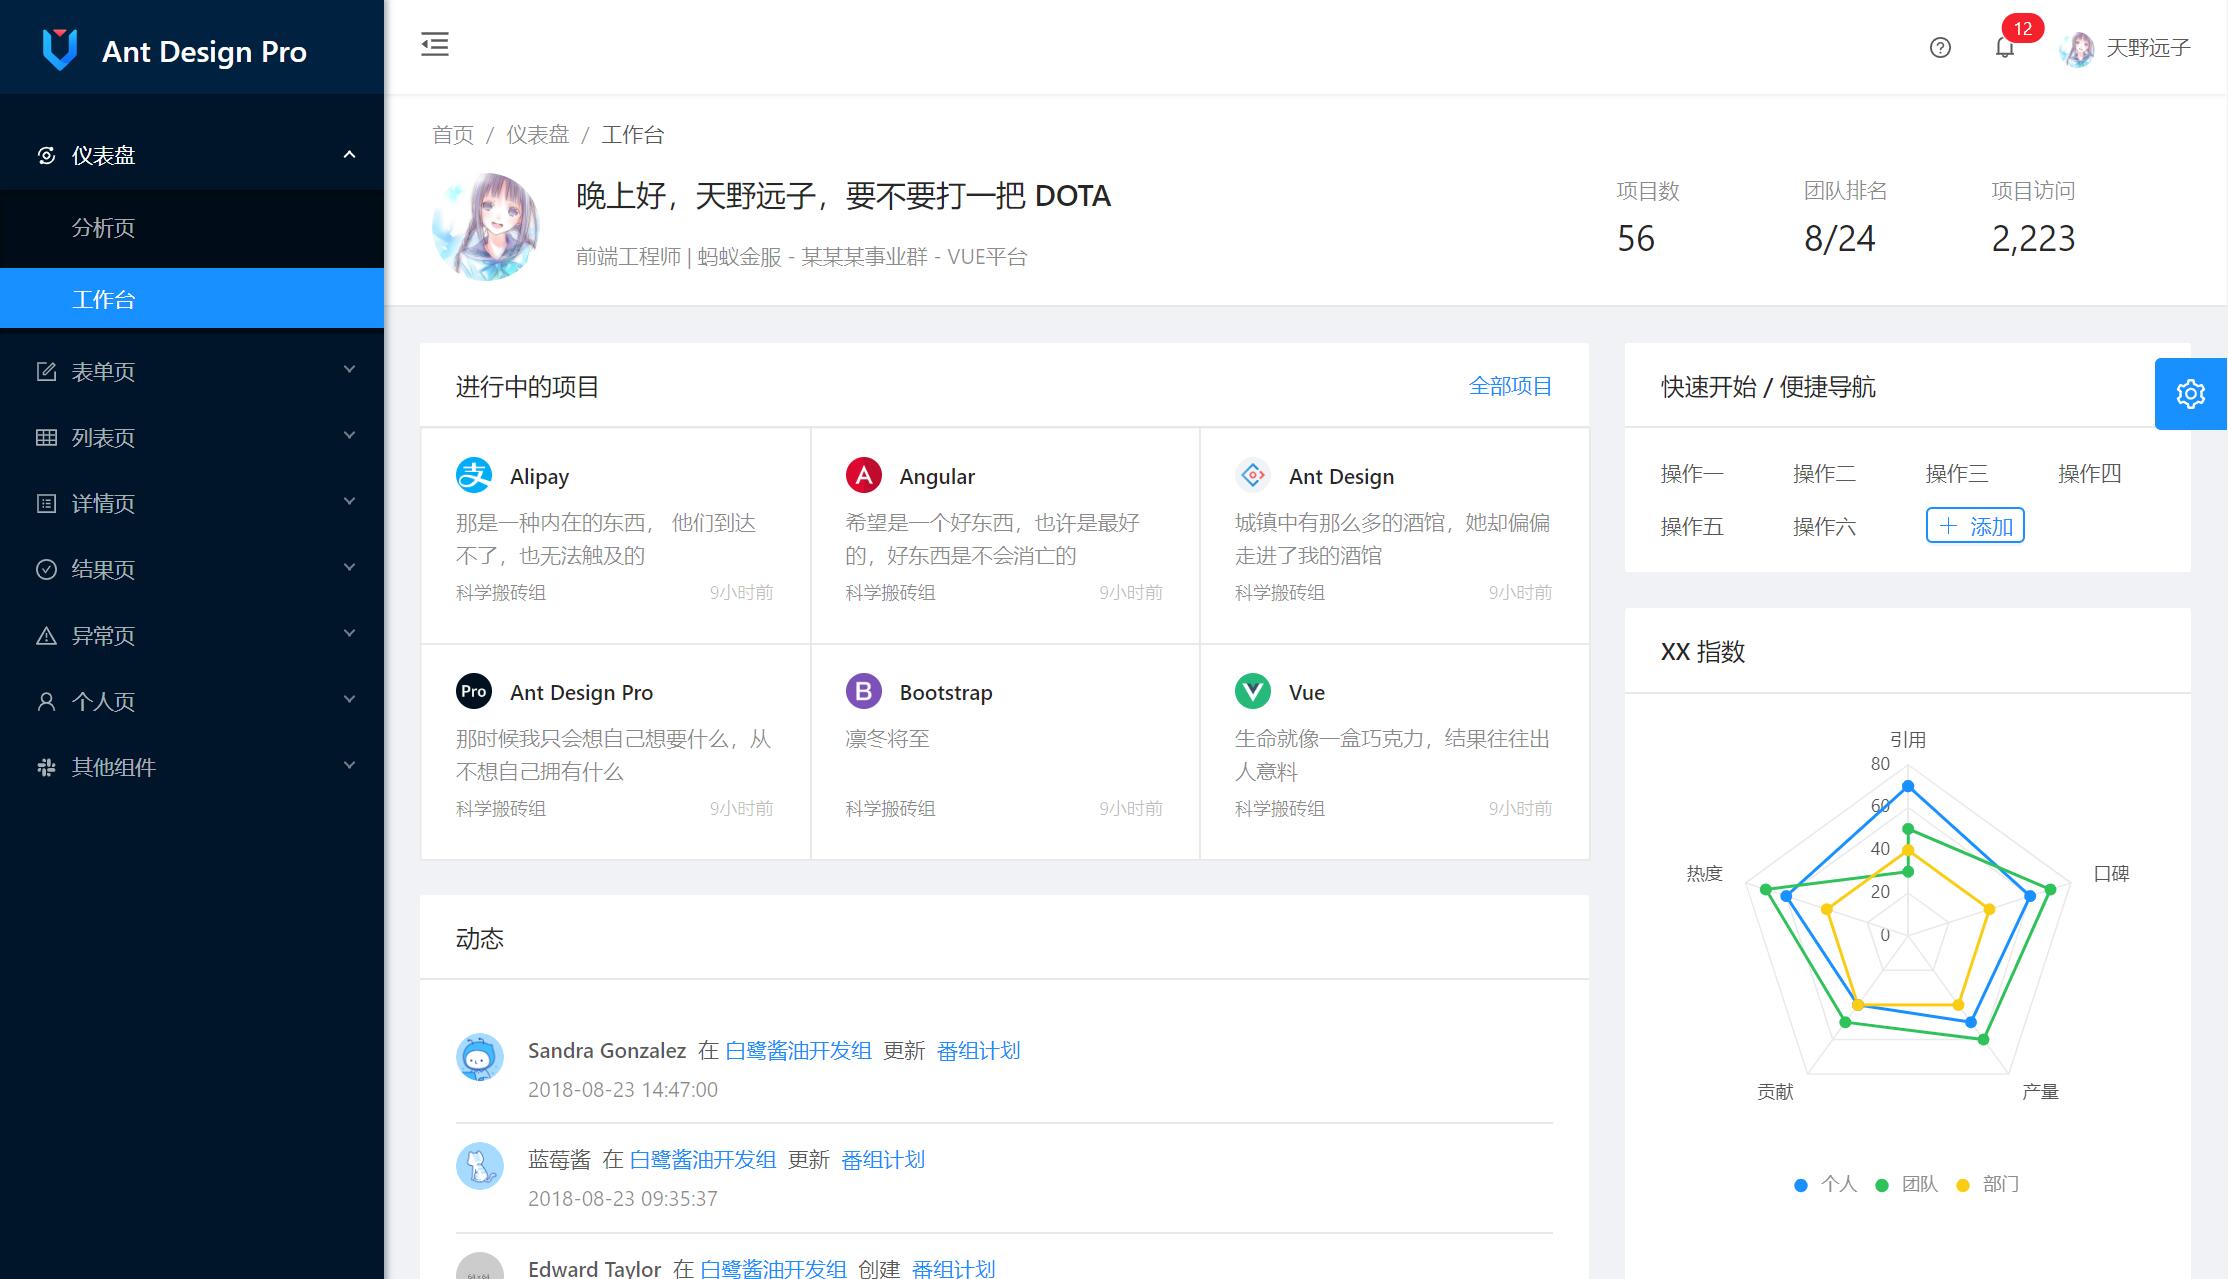 Ant Design Pro
12
天野远子
仪表盘
分析页
工作台
表单页
列表页
详情页
结果页
异常页
个人页
其他组件
首页 / 仪表盘 / 工作台
晚上好，天野远子，要不要打一把 DOTA
前端工程师 | 蚂蚁金服 - 某某某事业群 - VUE平台
项目数
56
团队排名
8/24
项目访问
2,223
进行中的项目
全部项目
支 Alipay
那是一种内在的东西， 他们到达
不了，也无法触及的
科学搬砖组 9小时前
A Angular
希望是一个好东西，也许是最好
的，好东西是不会消亡的
科学搬砖组 9小时前
Ant Design
城镇中有那么多的酒馆，她却偏偏
走进了我的酒馆
科学搬砖组 9小时前
Pro Ant Design Pro
那时候我只会想自己想要什么，从
不想自己拥有什么
科学搬砖组 9小时前
B Bootstrap
凛冬将至
科学搬砖组 9小时前
Vue
生命就像一盒巧克力，结果往往出
人意料
科学搬砖组 9小时前
动态
Sandra Gonzalez 在 白鹭酱油开发组 更新 番组计划
2018-08-23 14:47:00
蓝莓酱 在 白鹭酱油开发组 更新 番组计划
2018-08-23 09:35:37
Edward Taylor 在 白鹭酱油开发组 创建 番组计划
快速开始 / 便捷导航
操作一 操作二 操作三 操作四
操作五 操作六 + 添加
XX 指数
引用
80
60
40
20
0
热度
口碑
贡献
产量
个人 团队 部门